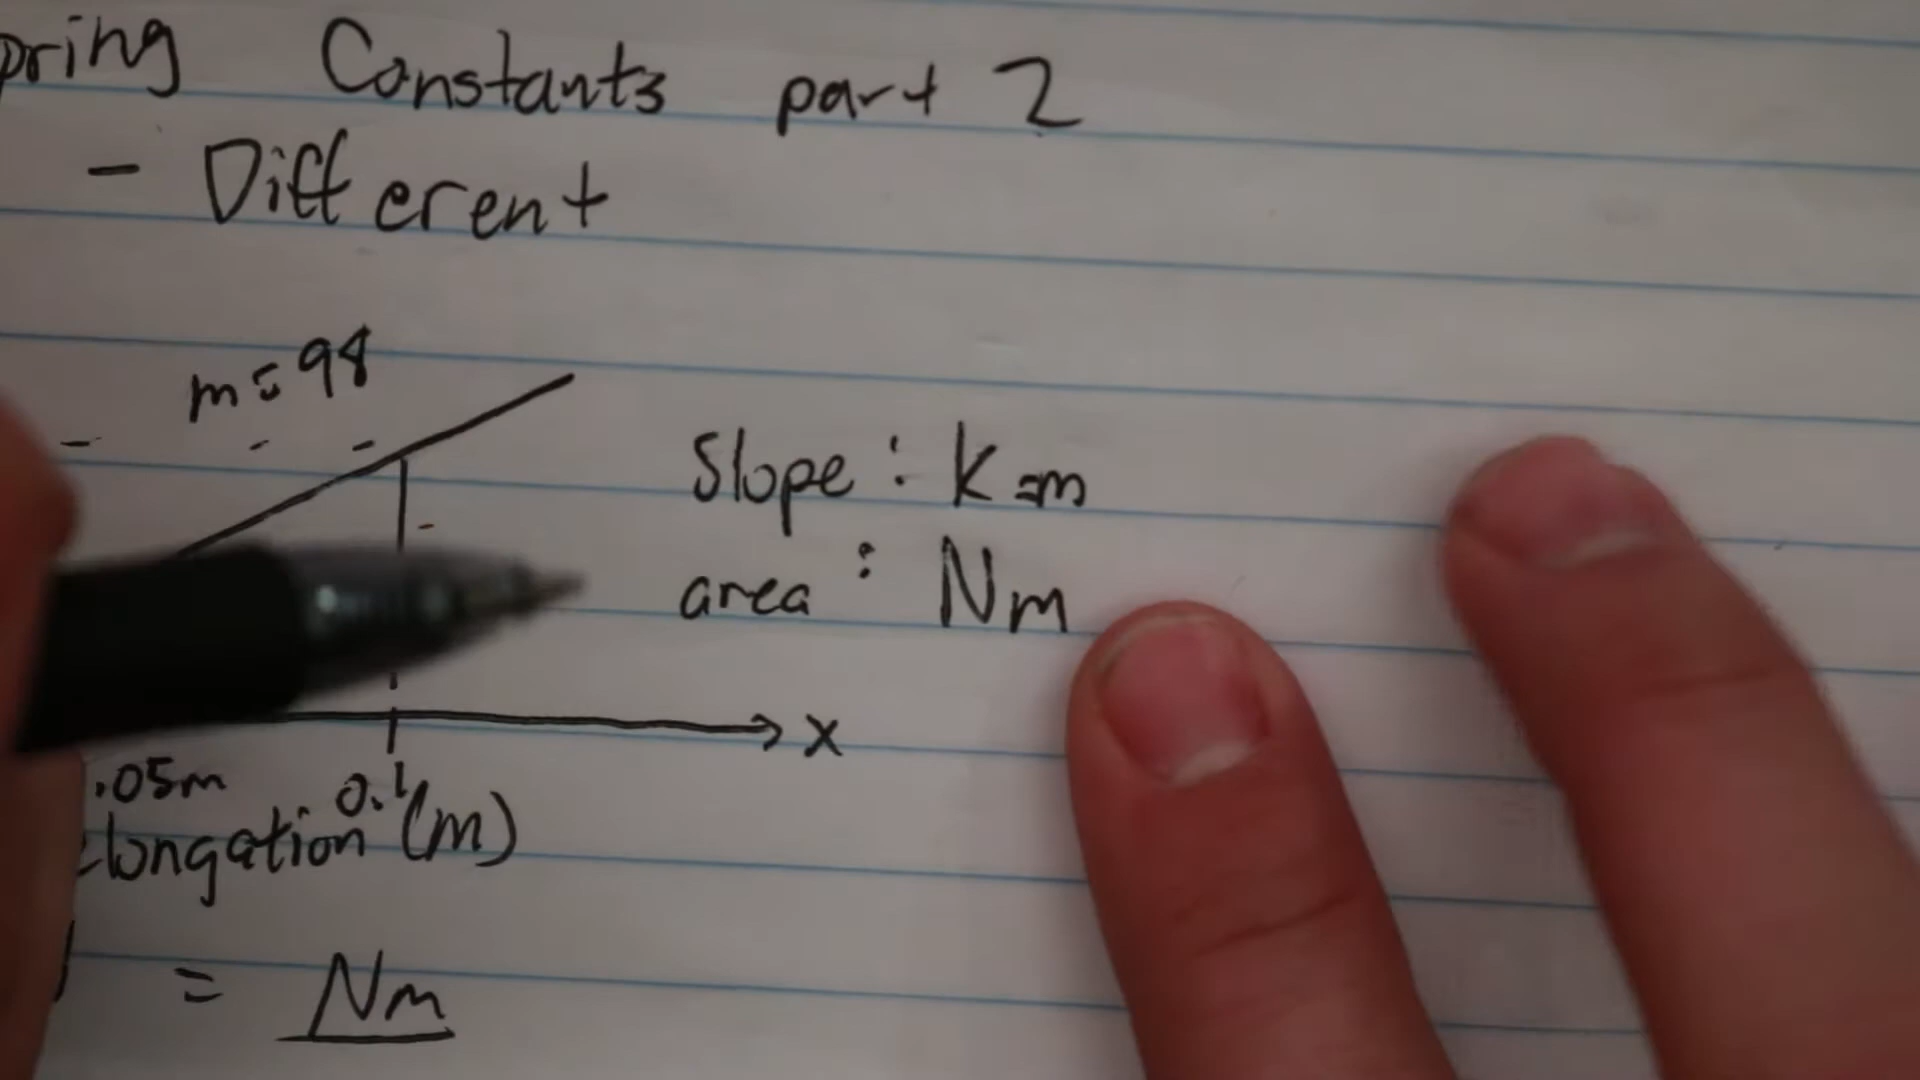 pring Constants part 2
- Different
m=98
Slope : K=m
area : Nm
x
.05m 0.1
longation (m)
= Nm